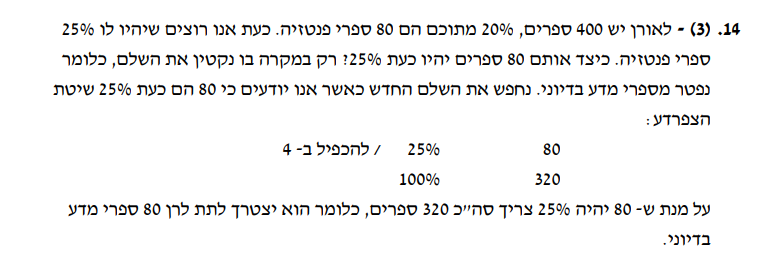 14. (3) - לאורן יש 400 ספרים, 20% מתוכם הם 80 ספרי פנטזיה. כעת אנו רוצים שיהיו לו 25%
ספרי פנטזיה. כיצד אותם 80 ספרים יהיו כעת 25%? רק במקרה בו נקטין את השלם, כלומר
נפטר מספרי מדע בדיוני. נחפש את השלם החדש כאשר אנו יודעים כי 80 הם כעת 25% שיטת
הצפרדע:
80 25% / להכפיל ב- 4
320 100%
על מנת ש- 80 יהיה 25% צריך סה״כ 320 ספרים, כלומר הוא יצטרך לתת לרן 80 ספרי מדע
בדיוני.